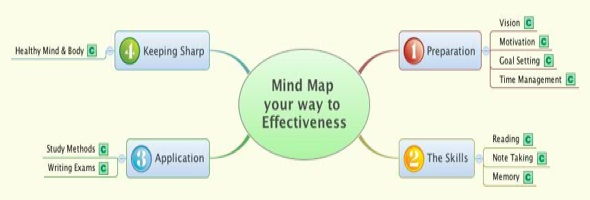 Mind Map
your way to
Effectiveness
1 Preparation
Vision C
Motivation C
Goal Setting C
Time Management C
2 The Skills
Reading C
Note Taking C
Memory C
3 Application
Study Methods C
Writing Exams C
4 Keeping Sharp
Healthy Mind & Body C